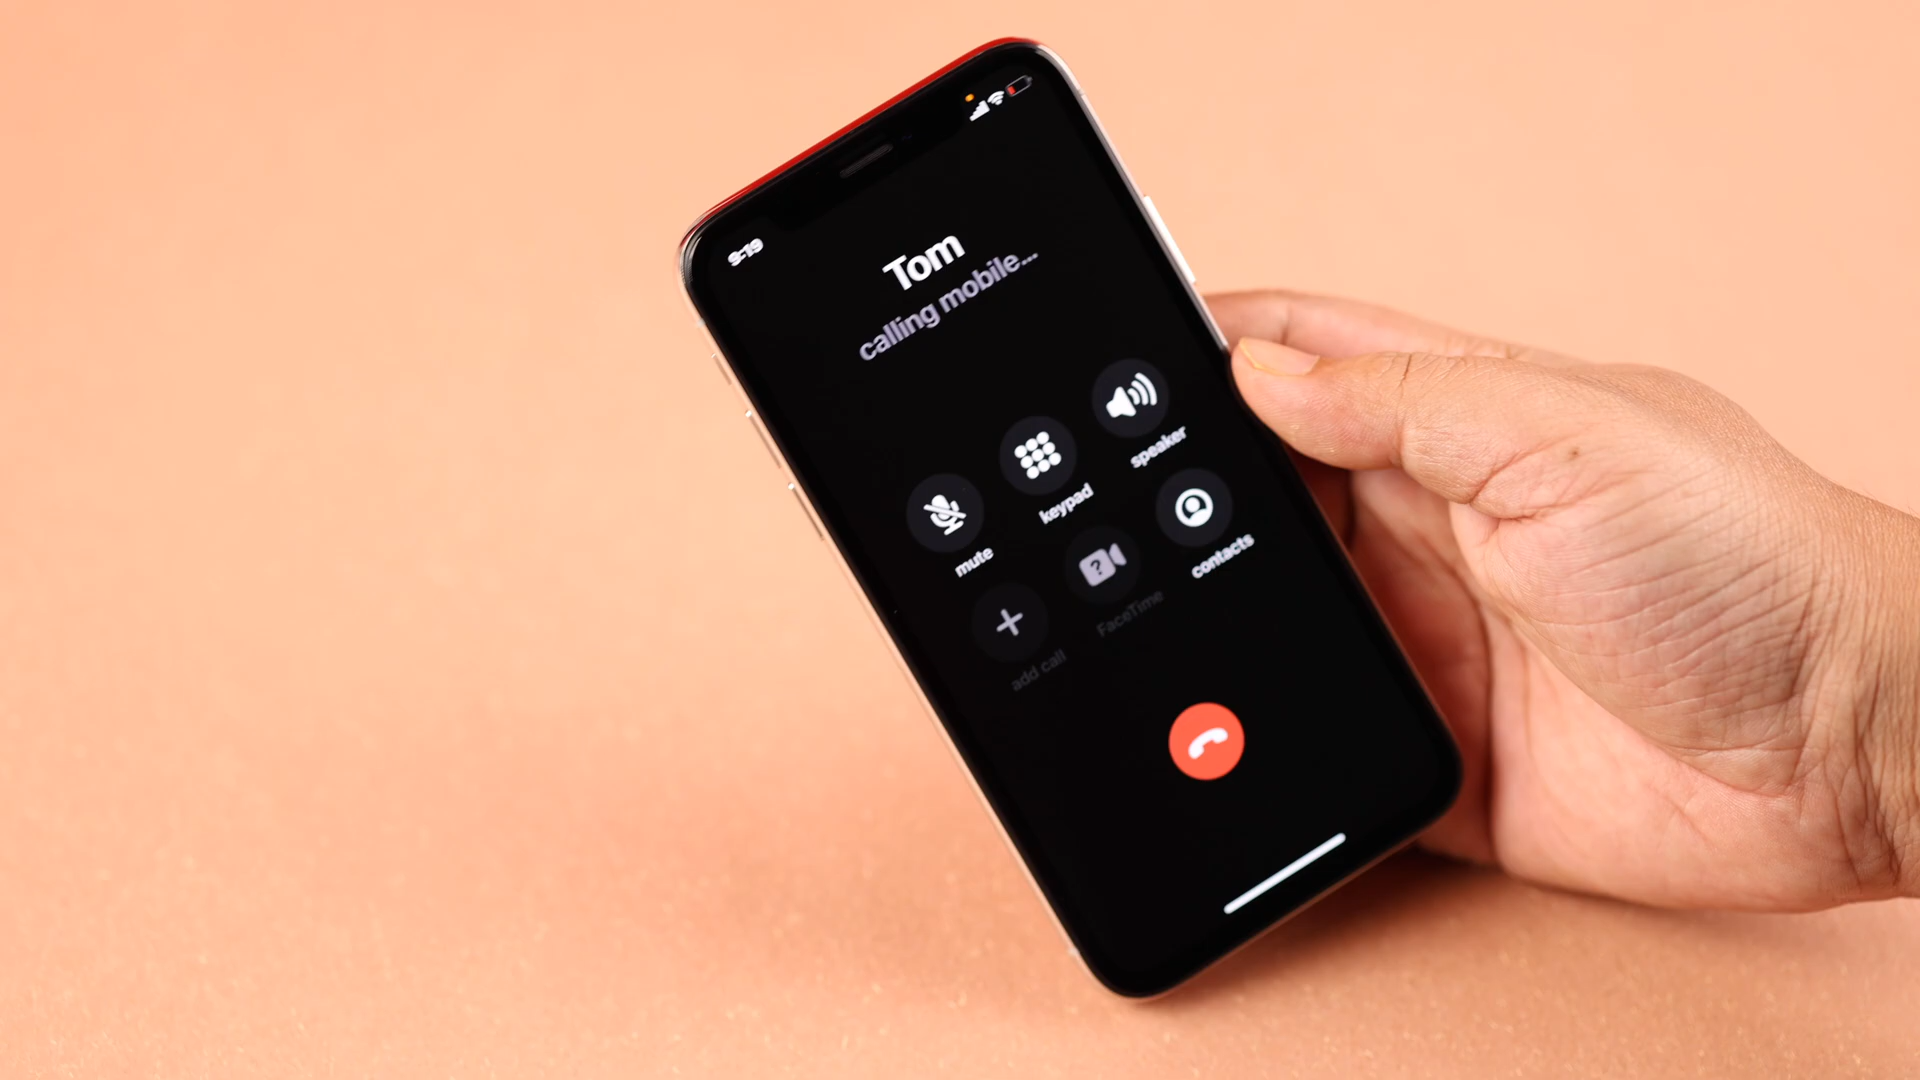 9:19
Tom
calling mobile...
mute
keypad
speaker
add call
FaceTime
contacts